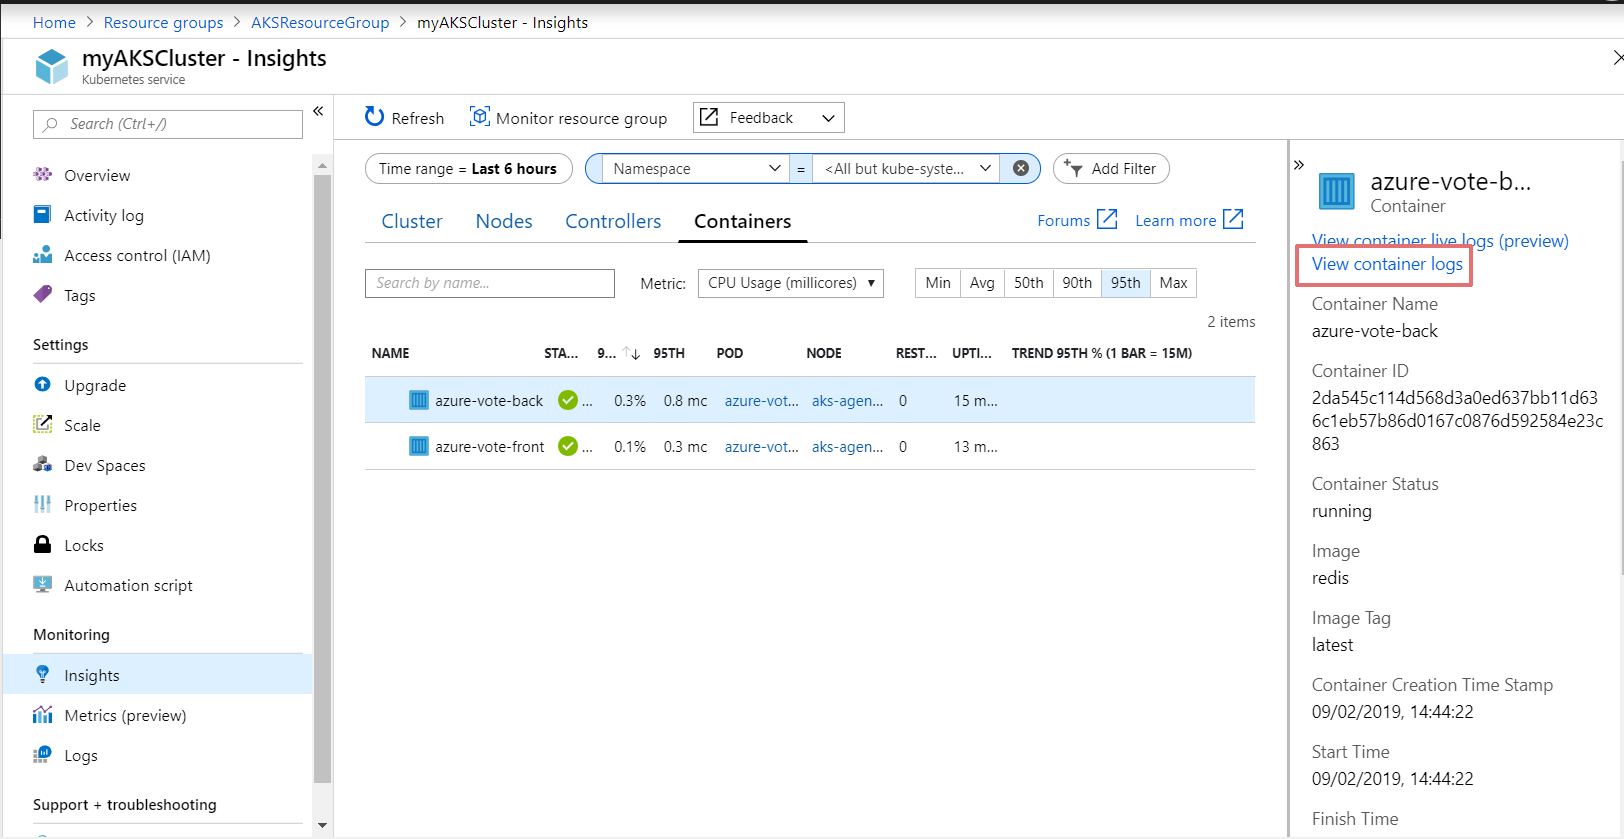 Home > Resource groups > AKSResourceGroup > myAKSCluster - Insights
myAKSCluster - Insights
Kubernetes service
Search (Ctrl+/)
Overview
Activity log
Access control (IAM)
Tags
Settings
Upgrade
Scale
Dev Spaces
Properties
Locks
Automation script
Monitoring
Insights
Metrics (preview)
Logs
Support + troubleshooting
Refresh Monitor resource group Feedback
Time range = Last 6 hours Namespace = <All but kube-syste... Add Filter
Cluster Nodes Controllers Containers Forums Learn more
Search by name... Metric: CPU Usage (millicores) Min Avg 50th 90th 95th Max
2 items
NAME STA... 9... 95TH POD NODE REST... UPTI... TREND 95TH % (1 BAR = 15M)
azure-vote-back ... 0.3% 0.8 mc azure-vot... aks-agen... 0 15 m...
azure-vote-front ... 0.1% 0.3 mc azure-vot... aks-agen... 0 13 m...
azure-vote-b...
Container
View container live logs (preview)
View container logs
Container Name
azure-vote-back
Container ID
2da545c114d568d3a0ed637bb11d63
6c1eb57b86d0167c0876d592584e23c
863
Container Status
running
Image
redis
Image Tag
latest
Container Creation Time Stamp
09/02/2019, 14:44:22
Start Time
09/02/2019, 14:44:22
Finish Time